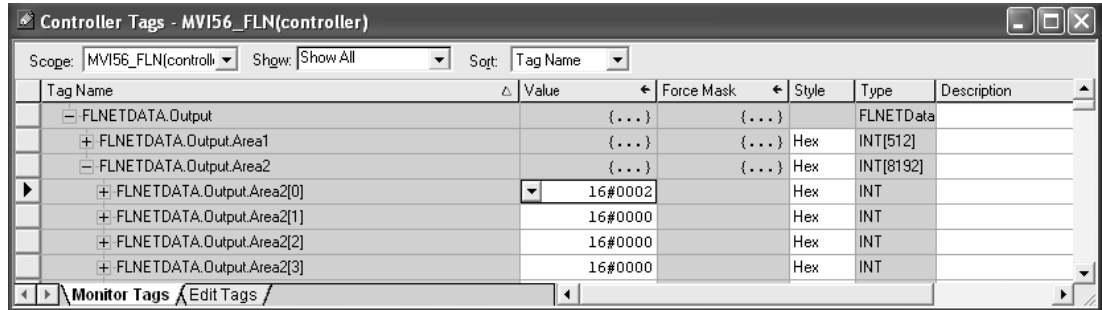 Controller Tags - MVI56_FLN(controller)
Scope: MVI56_FLN(controlle Show: Show All Sort: Tag Name
Tag Name Value Force Mask Style Type Description
FLNETDATA.Output {...} {...} FLNETData
FLNETDATA.Output.Area1 {...} {...} Hex INT[512]
FLNETDATA.Output.Area2 {...} {...} Hex INT[8192]
FLNETDATA.Output.Area2[0] 16#0002 Hex INT
FLNETDATA.Output.Area2[1] 16#0000 Hex INT
FLNETDATA.Output.Area2[2] 16#0000 Hex INT
FLNETDATA.Output.Area2[3] 16#0000 Hex INT
Monitor Tags Edit Tags